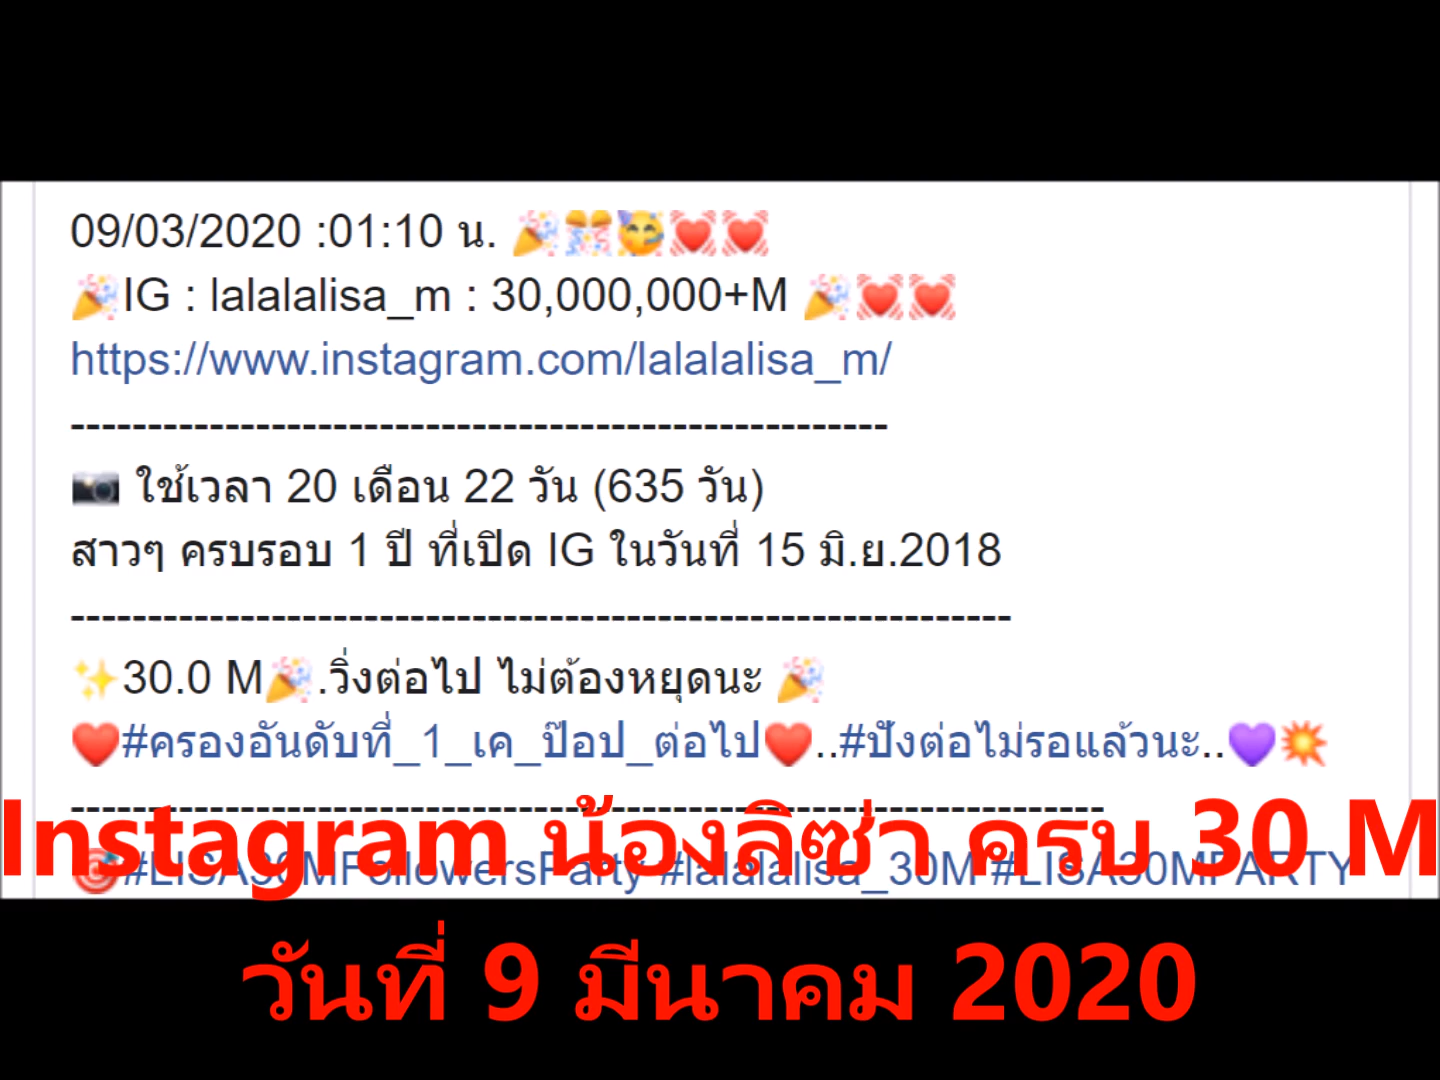 09/03/2020 :01:10 น. 🎉🎊🥳💓💓
🎉IG : lalalalisa_m : 30,000,000+M 🎉💓💓
https://www.instagram.com/lalalalisa_m/
-----------------------------------------------------
📷 ใช้เวลา 20 เดือน 22 วัน (635 วัน)
สาวๆ ครบรอบ 1 ปี ที่เปิด IG ในวันที่ 15 มิ.ย.2018
-------------------------------------------------------------
✨30.0 M🎉.วิ่งต่อไป ไม่ต้องหยุดนะ 🎉
❤️#ครองอันดับที่_1_เค_ป๊อป_ต่อไป❤️..#ปังต่อไม่รอแล้วนะ..💜💥
-------------------------------------------------------------------
🎯#LISA30MFollowersParty #lalalalisa_30M #LISA30MPARTY
Instagram น้องลิซ่า ครบ 30 M
วันที่ 9 มีนาคม 2020